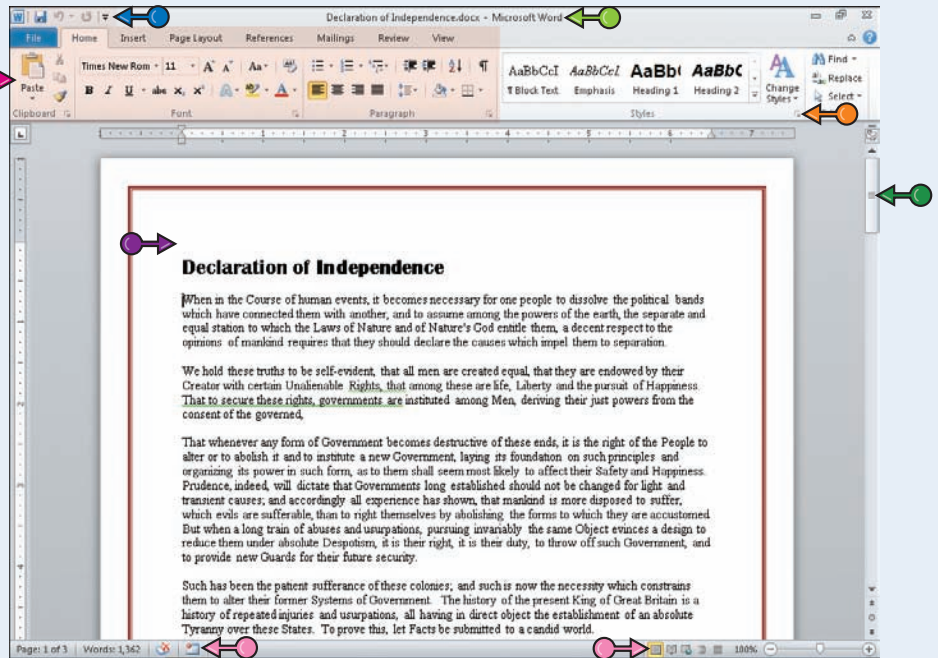 Declaration of Independence.docx - Microsoft Word
File Home Insert Page Layout References Mailings Review View
Paste
Times New Rom 11 A A Aa
B I U abc x₂ x² A A
AaBbCcI AaBbCcI AaBb( AaBbC
¶ Block Text Emphasis Heading 1 Heading 2
Change
Styles
Find
Replace
Select
Clipboard Font Paragraph Styles
1 2 3 4 5 6 7
Declaration of Independence
When in the Course of human events, it becomes necessary for one people to dissolve the political bands
which have connected them with another, and to assume among the powers of the earth, the separate and
equal station to which the Laws of Nature and of Nature's God entitle them, a decent respect to the
opinions of mankind requires that they should declare the causes which impel them to separation.
We hold these truths to be self-evident, that all men are created equal, that they are endowed by their
Creator with certain Unalienable Rights, that among these are life, Liberty and the pursuit of Happiness.
That to secure these rights, governments are instituted among Men, deriving their just powers from the
consent of the governed,
That whenever any form of Government becomes destructive of these ends, it is the right of the People to
alter or to abolish it and to institute a new Government, laying its foundation on such principles and
organizing its power in such form, as to them shall seem most likely to affect their Safety and Happiness.
Prudence, indeed, will dictate that Governments long established should not be changed for light and
transient causes; and accordingly all experience has shown, that mankind is more disposed to suffer,
which evils are sufferable, than to right themselves by abolishing the forms to which they are accustomed.
But when a long train of abuses and usurpations, pursuing invariably the same Object evinces a design to
reduce them under absolute Despotism, it is their right, it is their duty, to throw off such Government, and
to provide new Guards for their future security.
Such has been the patient sufferance of these colonies; and such is now the necessity which constrains
them to alter their former Systems of Government. The history of the present King of Great Britain is a
history of repeated injuries and usurpations, all having in direct object the establishment of an absolute
Tyranny over these States. To prove this, let Facts be submitted to a candid world.
Page: 1 of 3 Words: 1,362 100%